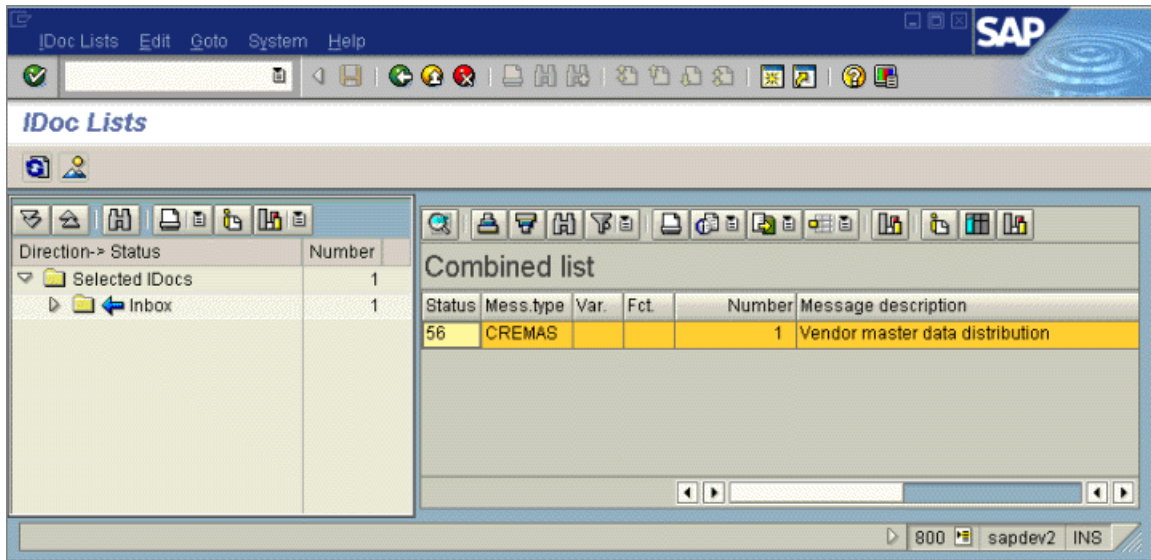 IDoc Lists Edit Goto System Help
SAP
IDoc Lists
Direction-> Status Number
Selected IDocs 1
Inbox 1
Combined list
Status Mess.type Var. Fct. Number Message description
56 CREMAS 1 Vendor master data distribution
800 sapdev2 INS